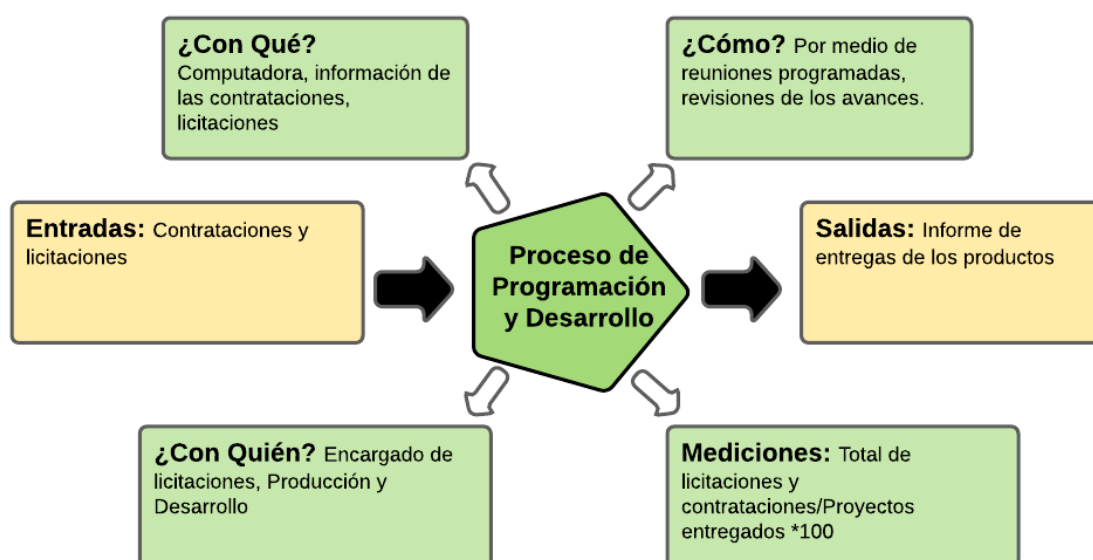 ¿Con Qué?
Computadora, información de
las contrataciones,
licitaciones
¿Cómo? Por medio de
reuniones programadas,
revisiones de los avances.
Entradas: Contrataciones y
licitaciones
Proceso de
Programación
y Desarrollo
Salidas: Informe de
entregas de los productos
¿Con Quién? Encargado de
licitaciones, Producción y
Desarrollo
Mediciones: Total de
licitaciones y
contrataciones/Proyectos
entregados *100